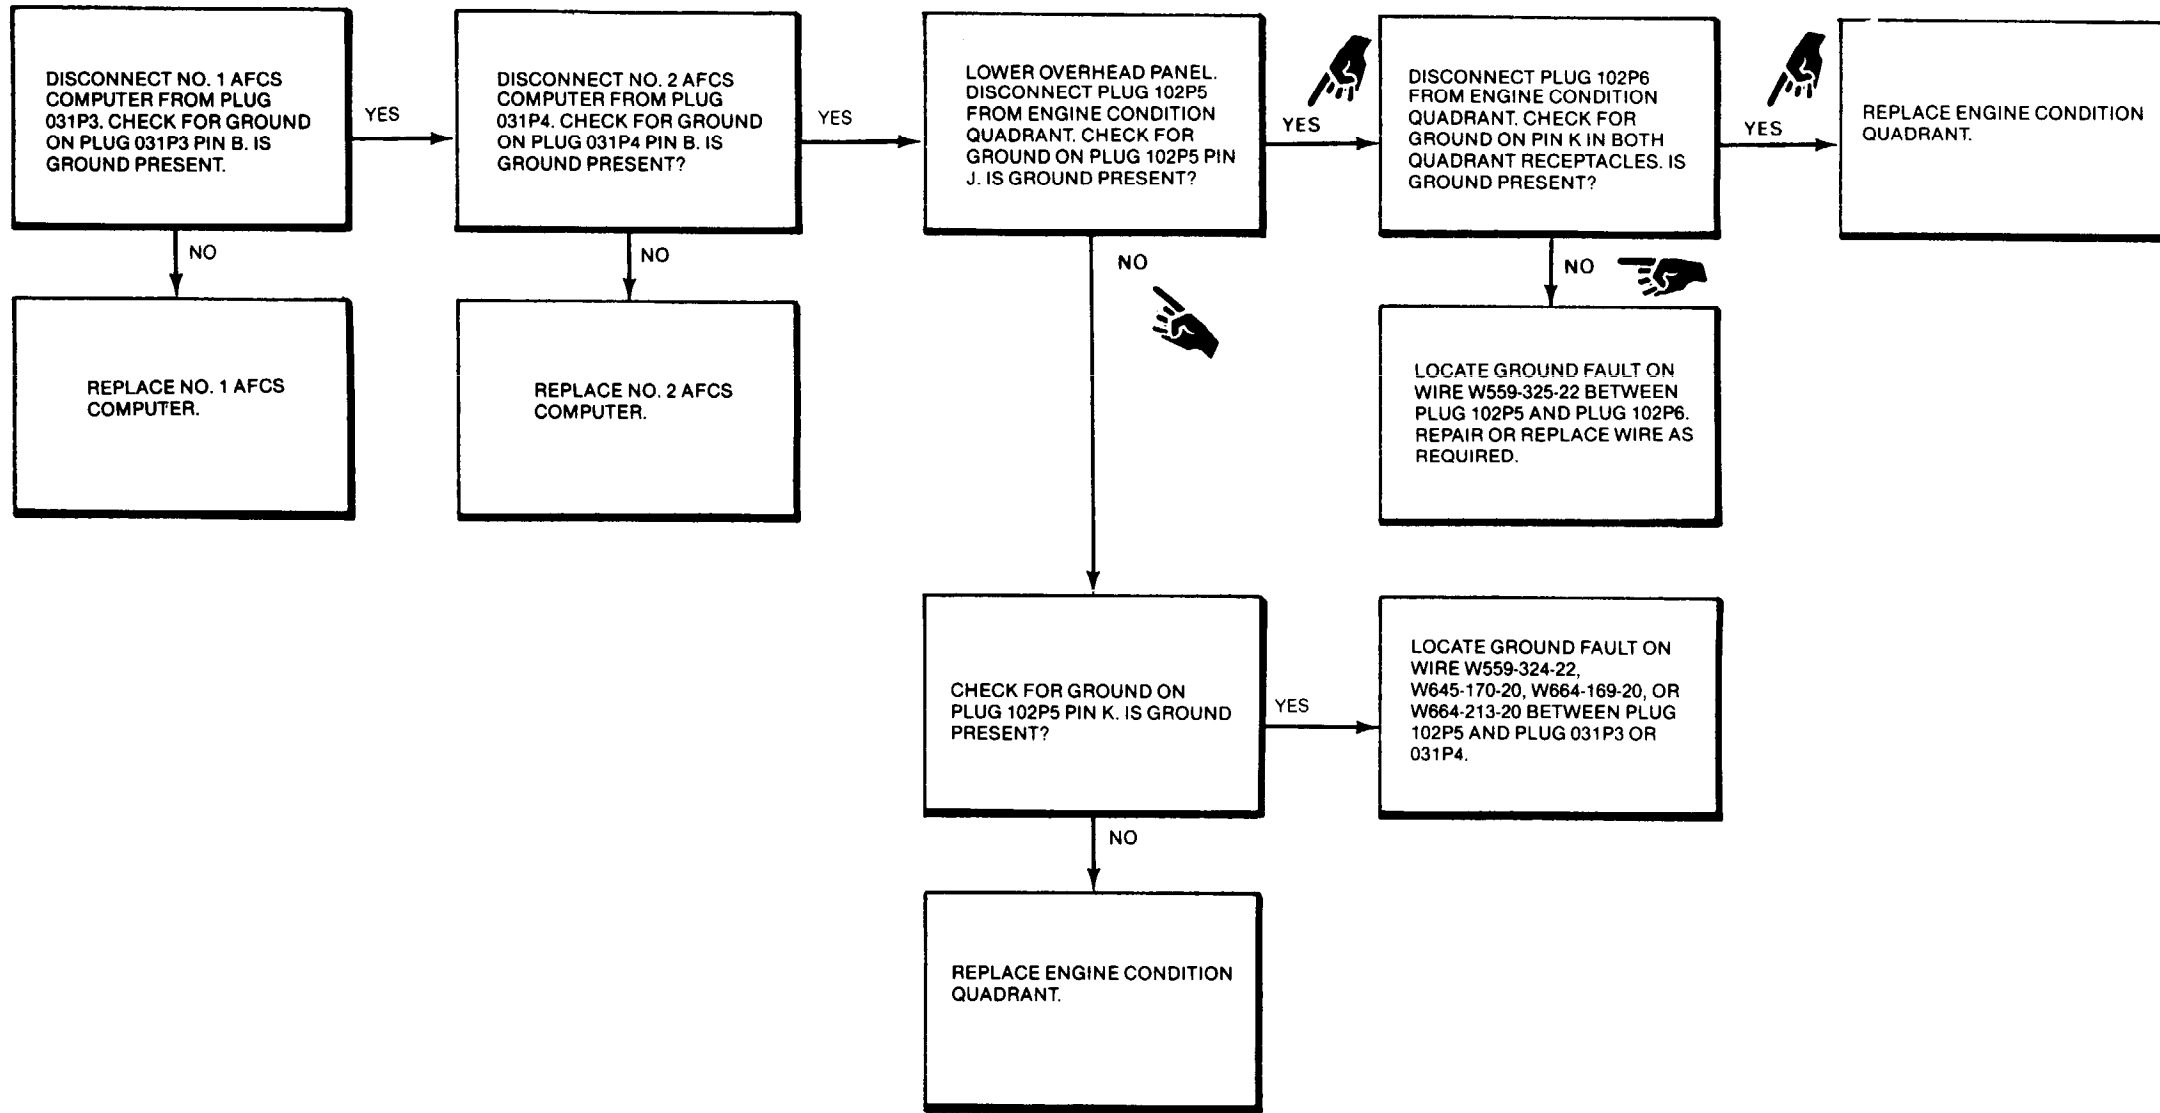 DISCONNECT NO. 1 AFCS
COMPUTER FROM PLUG
031P3. CHECK FOR GROUND
ON PLUG 031P3 PIN B. IS
GROUND PRESENT.
YES
NO
REPLACE NO. 1 AFCS
COMPUTER.
DISCONNECT NO. 2 AFCS
COMPUTER FROM PLUG
031P4. CHECK FOR GROUND
ON PLUG 031P4 PIN B. IS
GROUND PRESENT?
YES
NO
REPLACE NO. 2 AFCS
COMPUTER.
LOWER OVERHEAD PANEL.
DISCONNECT PLUG 102P5
FROM ENGINE CONDITION
QUADRANT. CHECK FOR
GROUND ON PLUG 102P5 PIN
J. IS GROUND PRESENT?
YES
NO
DISCONNECT PLUG 102P6
FROM ENGINE CONDITION
QUADRANT. CHECK FOR
GROUND ON PIN K IN BOTH
QUADRANT RECEPTACLES. IS
GROUND PRESENT?
YES
NO
REPLACE ENGINE CONDITION
QUADRANT.
LOCATE GROUND FAULT ON
WIRE W559-325-22 BETWEEN
PLUG 102P5 AND PLUG 102P6.
REPAIR OR REPLACE WIRE AS
REQUIRED.
CHECK FOR GROUND ON
PLUG 102P5 PIN K. IS GROUND
PRESENT?
YES
NO
LOCATE GROUND FAULT ON
WIRE W559-324-22,
W645-170-20, W664-169-20, OR
W664-213-20 BETWEEN PLUG
102P5 AND PLUG 031P3 OR
031P4.
REPLACE ENGINE CONDITION
QUADRANT.